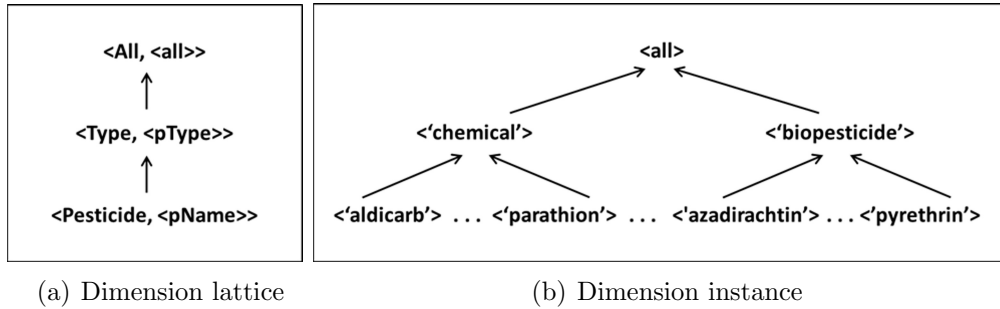 <All, <all>>
<Type, <pType>>
<Pesticide, <pName>>
(a) Dimension lattice
<all>
<‘chemical’> <‘biopesticide’>
<‘aldicarb’> . . . <‘parathion’> . . . <'azadirachtin’> . . . <‘pyrethrin’>
(b) Dimension instance